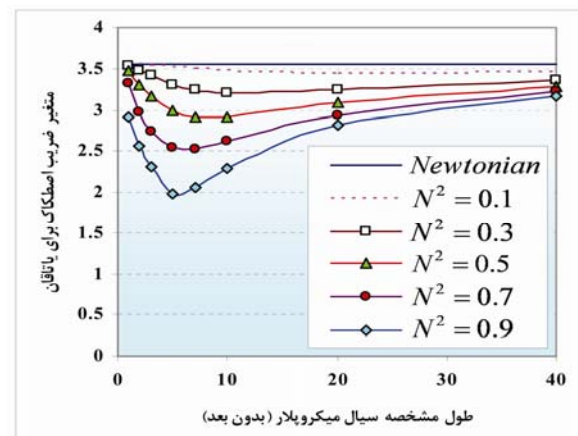 متغیر ضریب اصطکاک برای یاتاقان
4
3.5
3
2.5
2
1.5
1
0.5
0
Newtonian
N² = 0.1
N² = 0.3
N² = 0.5
N² = 0.7
N² = 0.9
0 10 20 30 40
طول مشخصه سیال میکروپلار (بدون بعد)